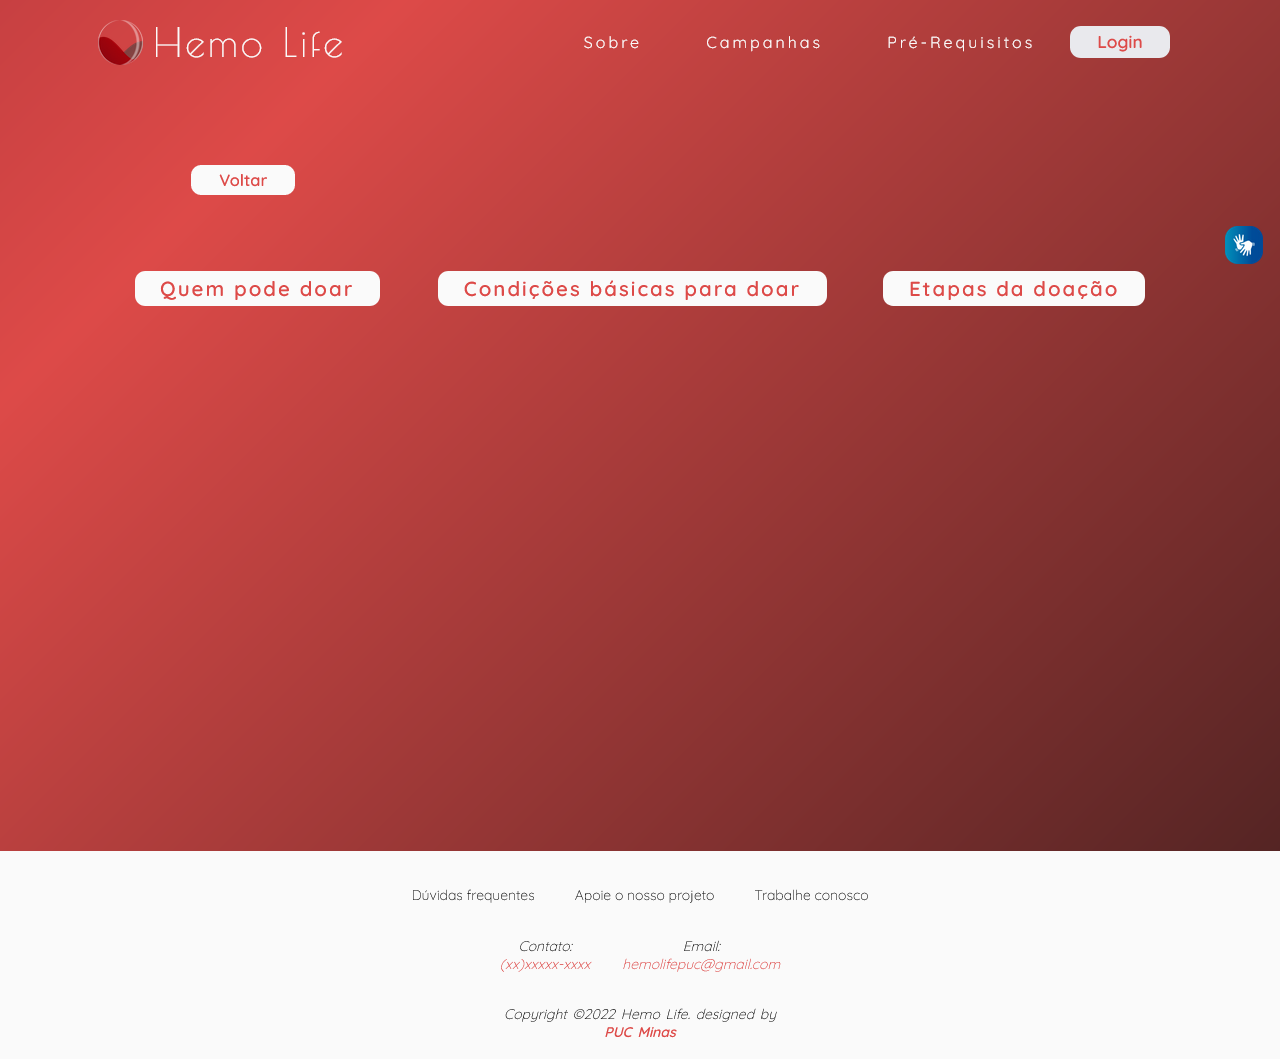 Hemo Life
Sobre
Campanhas
Pré-Requisitos
Login
Voltar
Quem pode doar
Condições básicas para doar
Etapas da doação
Dúvidas frequentes
Apoie o nosso projeto
Trabalhe conosco
Contato:
(xx)xxxxx-xxxx
Email:
hemolifepuc@gmail.com
Copyright ©2022 Hemo Life. designed by
PUC Minas